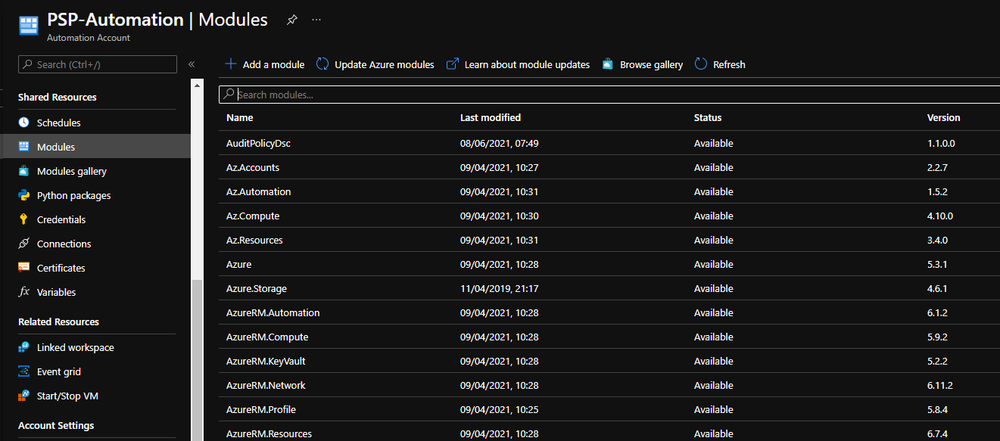 PSP-Automation | Modules ...
Automation Account
Search (Ctrl+/) «
Shared Resources
Schedules
Modules
Modules gallery
Python packages
Credentials
Connections
Certificates
Variables
Related Resources
Linked workspace
Event grid
Start/Stop VM
Account Settings
Add a module Update Azure modules Learn about module updates Browse gallery Refresh
Search modules...
Name Last modified Status Version
AuditPolicyDsc 08/06/2021, 07:49 Available 1.1.0.0
Az.Accounts 09/04/2021, 10:27 Available 2.2.7
Az.Automation 09/04/2021, 10:31 Available 1.5.2
Az.Compute 09/04/2021, 10:30 Available 4.10.0
Az.Resources 09/04/2021, 10:31 Available 3.4.0
Azure 09/04/2021, 10:28 Available 5.3.1
Azure.Storage 11/04/2019, 21:17 Available 4.6.1
AzureRM.Automation 09/04/2021, 10:28 Available 6.1.2
AzureRM.Compute 09/04/2021, 10:28 Available 5.9.2
AzureRM.KeyVault 09/04/2021, 10:28 Available 5.2.2
AzureRM.Network 09/04/2021, 10:28 Available 6.11.2
AzureRM.Profile 09/04/2021, 10:25 Available 5.8.4
AzureRM.Resources 09/04/2021, 10:28 Available 6.7.4